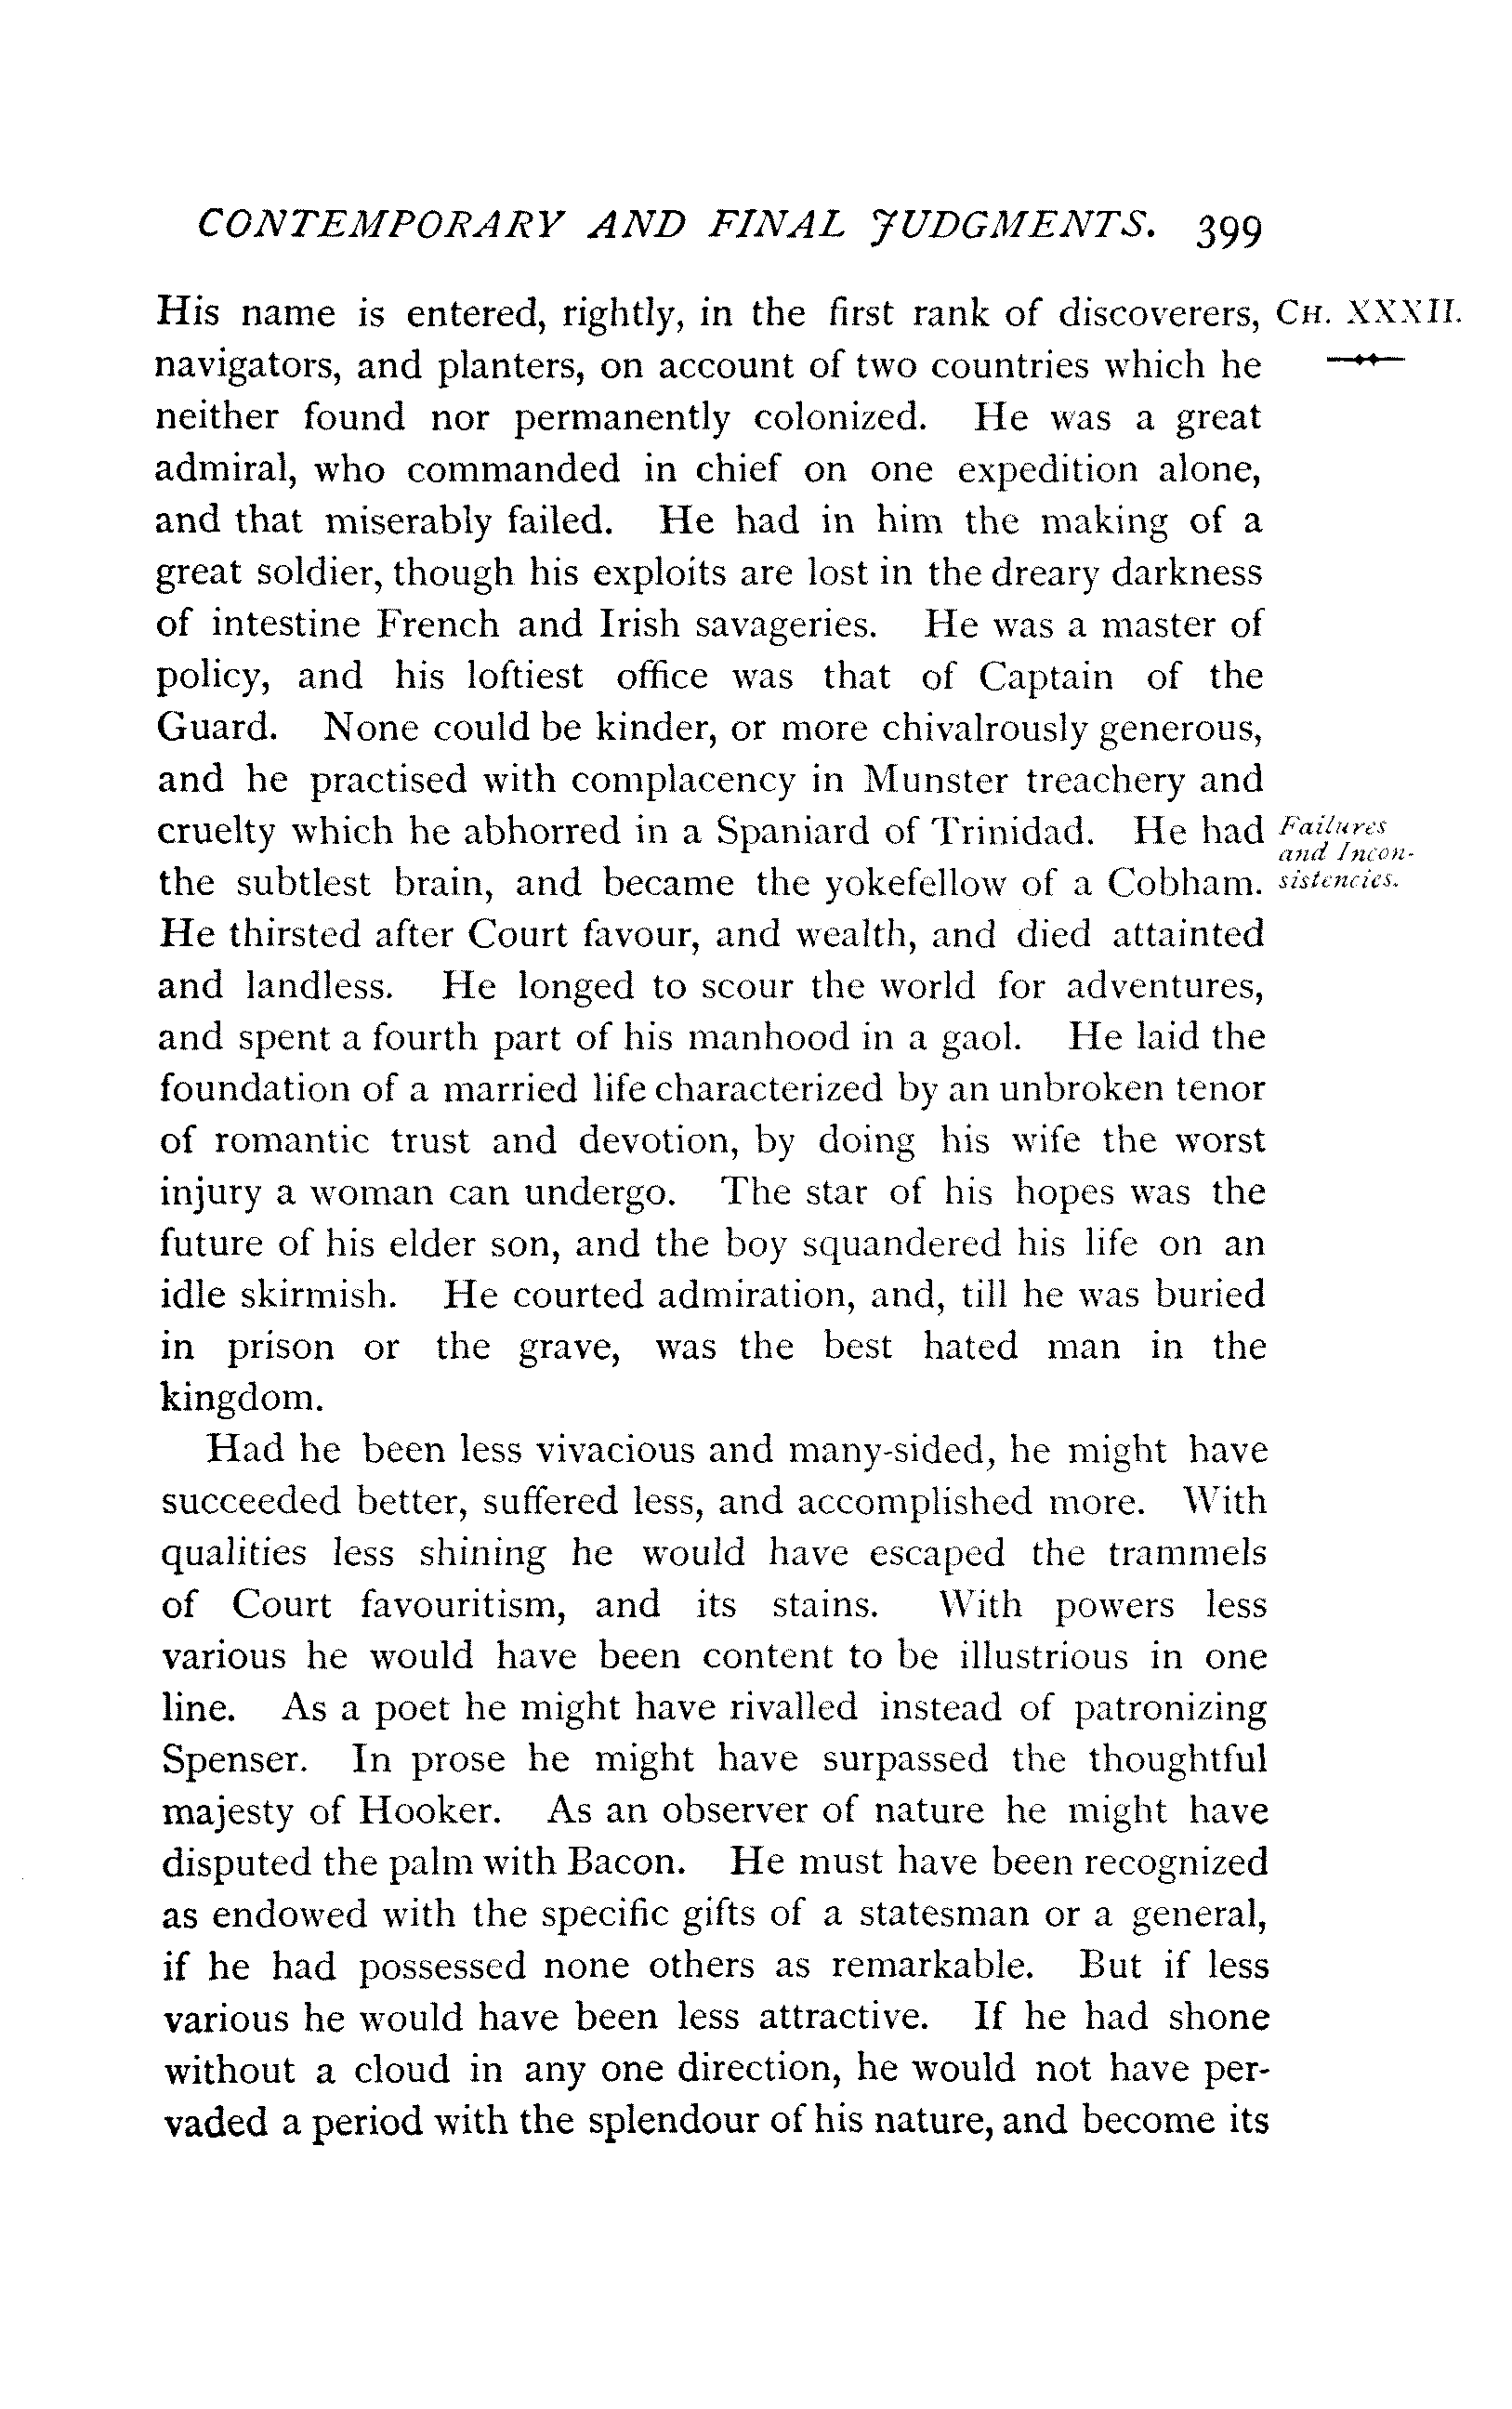 CONTEMPORARY AND FINAL JUDGMENTS. 399
His name is entered, rightly, in the first rank of discoverers, CH. XXXII.
navigators, and planters, on account of two countries which he
neither found nor permanently colonized. He was a great
admiral, who commanded in chief on one expedition alone,
and that miserably failed. He had in him the making of a
great soldier, though his exploits are lost in the dreary darkness
of intestine French and Irish savageries. He was a master of
policy, and his loftiest office was that of Captain of the
Guard. None could be kinder, or more chivalrously generous,
and he practised with complacency in Munster treachery and
cruelty which he abhorred in a Spaniard of Trinidad. He had
the subtlest brain, and became the yokefellow of a Cobham.
Failures
and Incon-
sistencies.
He thirsted after Court favour, and wealth, and died attainted
and landless. He longed to scour the world for adventures,
and spent a fourth part of his manhood in a gaol. He laid the
foundation of a married life characterized by an unbroken tenor
of romantic trust and devotion, by doing his wife the worst
injury a woman can undergo. The star of his hopes was the
future of his elder son, and the boy squandered his life on an
idle skirmish. He courted admiration, and, till he was buried
in prison or the grave, was the best hated man in the
kingdom.
Had he been less vivacious and many-sided, he might have
succeeded better, suffered less, and accomplished more. With
qualities less shining he would have escaped the trammels
of Court favouritism, and its stains. With powers less
various he would have been content to be illustrious in one
line. As a poet he might have rivalled instead of patronizing
Spenser. In prose he might have surpassed the thoughtful
majesty of Hooker. As an observer of nature he might have
disputed the palm with Bacon. He must have been recognized
as endowed with the specific gifts of a statesman or a general,
if he had possessed none others as remarkable. But if less
various he would have been less attractive. If he had shone
without a cloud in any one direction, he would not have per-
vaded a period with the splendour of his nature, and become its